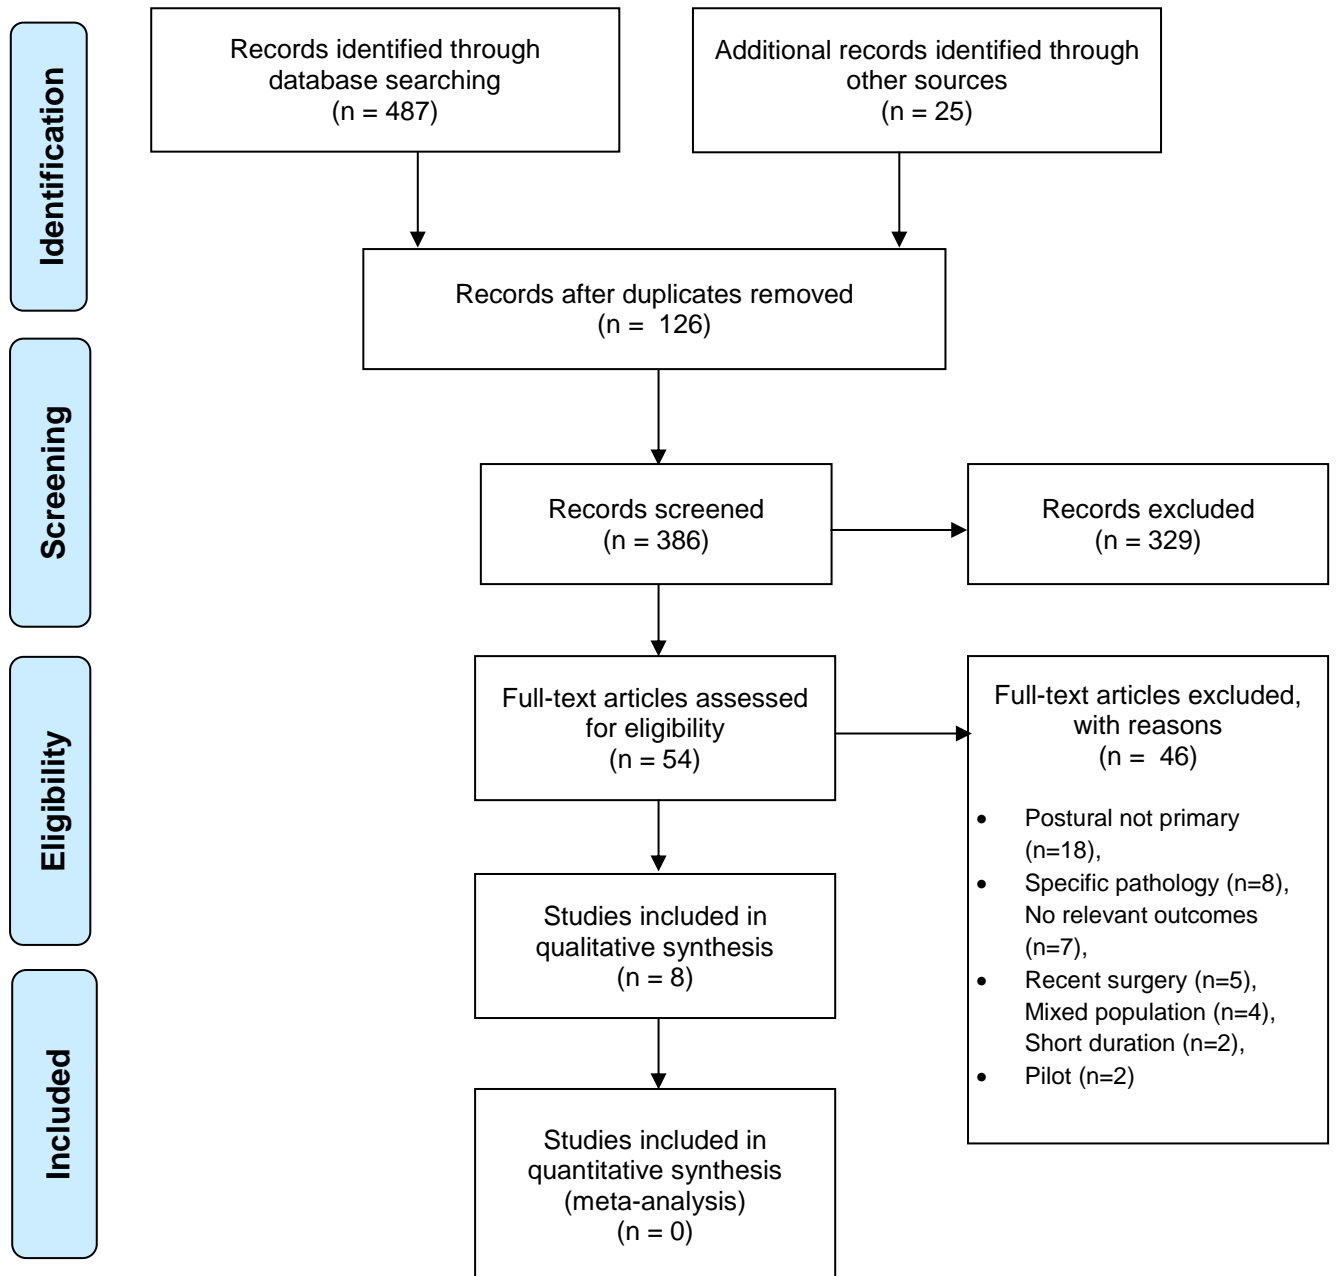 Identification
Records identified through
database searching
(n = 487)
Additional records identified through
other sources
(n = 25)
Records after duplicates removed
(n =  126)
Screening
Records screened
(n = 386)
Records excluded
(n = 329)
Eligibility
Full-text articles assessed
for eligibility
(n = 54)
Full-text articles excluded,
with reasons
(n =  46)
• Postural not primary
(n=18),
• Specific pathology (n=8),
No relevant outcomes
(n=7),
• Recent surgery (n=5),
Mixed population (n=4),
Short duration (n=2),
• Pilot (n=2)
Studies included in
qualitative synthesis
(n = 8)
Included
Studies included in
quantitative synthesis
(meta-analysis)
(n = 0)